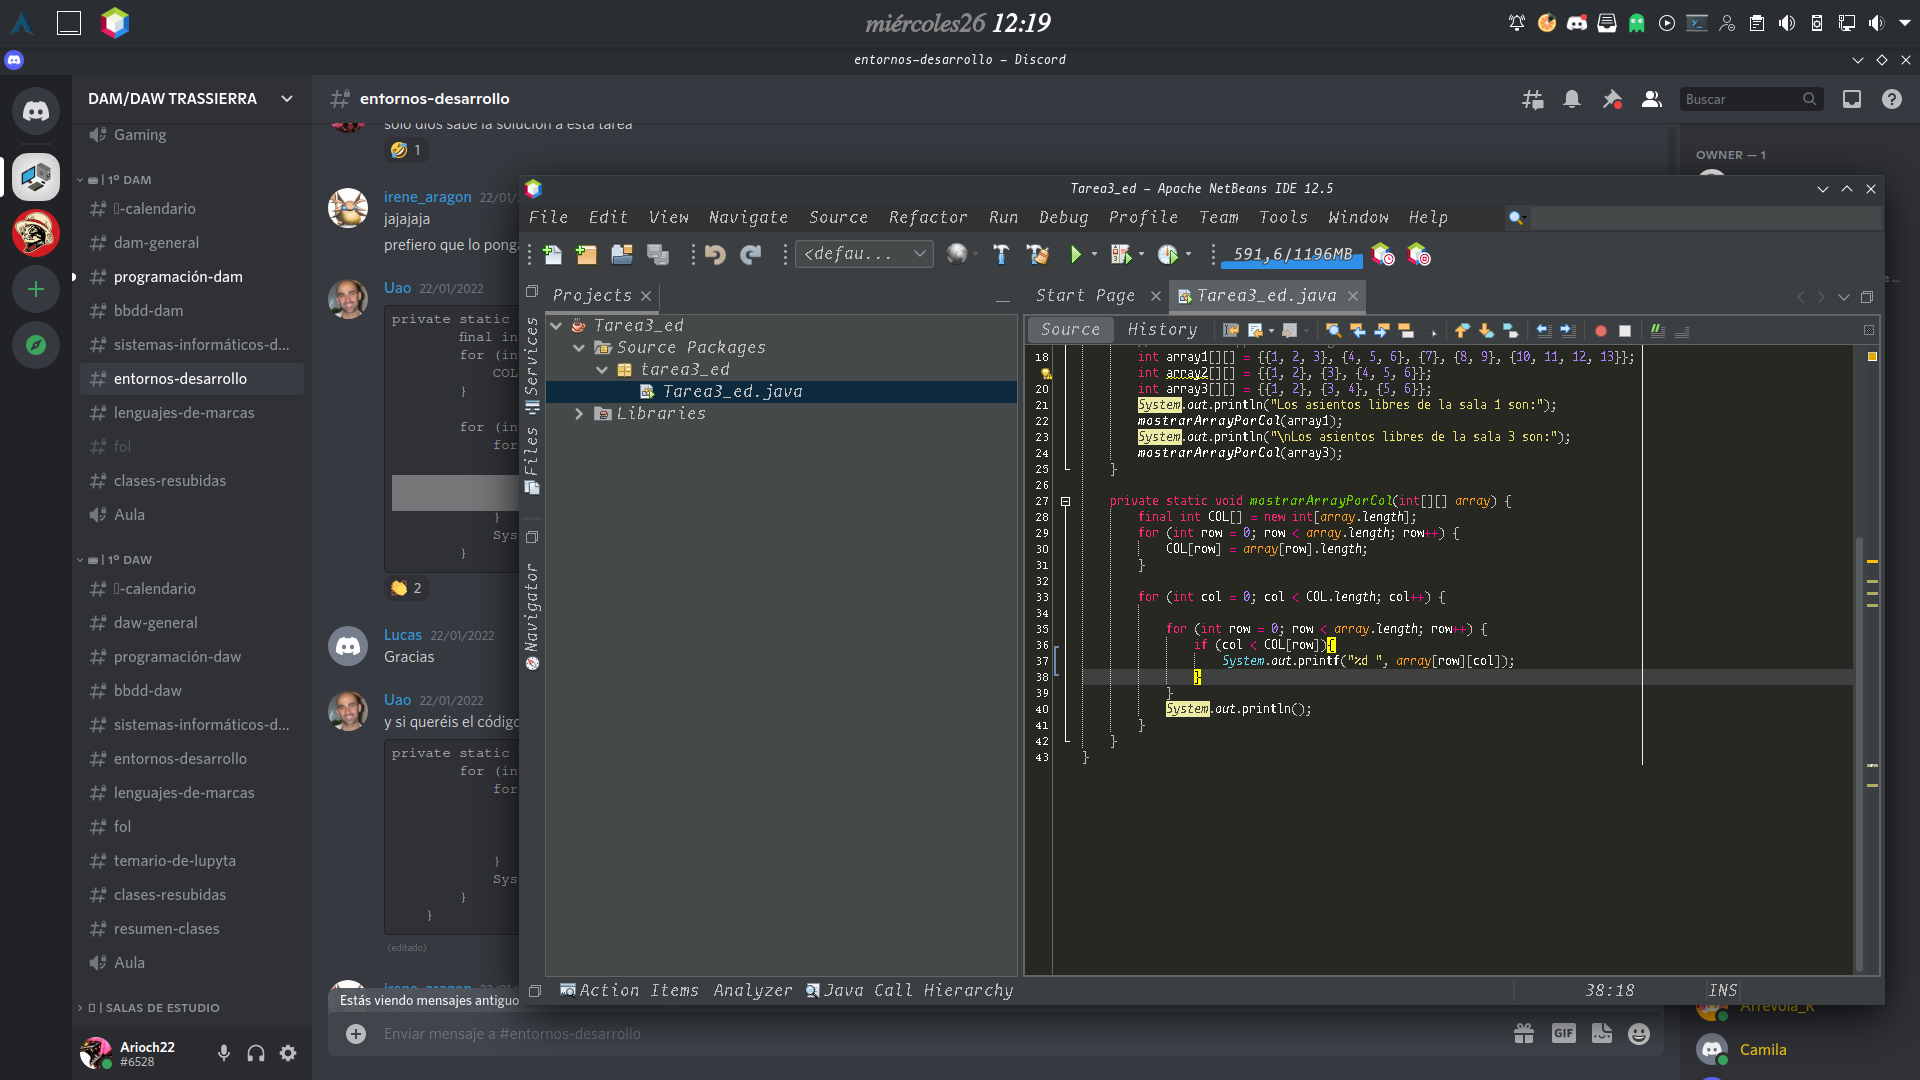 miércoles26 12:19
entornos-desarrollo – Discord
DAM/DAW TRASSIERRA
entornos-desarrollo
Buscar
Gaming
1º DAM
-calendario
dam-general
programación-dam
bbdd-dam
sistemas-informáticos-d...
entornos-desarrollo
lenguajes-de-marcas
fol
clases-resubidas
Aula
1º DAW
-calendario
daw-general
programación-daw
bbdd-daw
sistemas-informáticos-d...
entornos-desarrollo
lenguajes-de-marcas
fol
temario-de-lupyta
clases-resubidas
resumen-clases
Aula
SALAS DE ESTUDIO
Arioch22
#6528
solo dios sabe la solución a esta tarea
1
irene_aragon 22/01/
jajajaja
prefiero que lo ponga
Uao 22/01/2022
private static
final in
for (in
COL
}
for (in
for
}
Sys
}
2
Lucas 22/01/2022
Gracias
Uao 22/01/2022
y si queréis el código
private static
for (in
for
}
Sys
}
}
(editado)
irene_aragon 22/01/
Estás viendo mensajes antiguo
Enviar mensaje a #entornos-desarrollo
GIF
OWNER — 1
Arrevola_R
Camila
Tarea3_ed – Apache NetBeans IDE 12.5
File Edit View Navigate Source Refactor Run Debug Profile Team Tools Window Help
<defau...
591,6/1196MB
Services
Files
Navigator
Projects
Tarea3_ed
Source Packages
tarea3_ed
Tarea3_ed.java
Libraries
Start Page
Tarea3_ed.java
Source History
18 int array1[][] = {{1, 2, 3}, {4, 5, 6}, {7}, {8, 9}, {10, 11, 12, 13}};
int array2[][] = {{1, 2}, {3}, {4, 5, 6}};
20 int array3[][] = {{1, 2}, {3, 4}, {5, 6}};
21 System.out.println("Los asientos libres de la sala 1 son:");
22 mostrarArrayPorCol(array1);
23 System.out.println("\nLos asientos libres de la sala 3 son:");
24 mostrarArrayPorCol(array3);
25 }
26
27 private static void mostrarArrayPorCol(int[][] array) {
28 final int COL[] = new int[array.length];
29 for (int row = 0; row < array.length; row++) {
30 COL[row] = array[row].length;
31 }
32
33 for (int col = 0; col < COL.length; col++) {
34
35 for (int row = 0; row < array.length; row++) {
36 if (col < COL[row]){
37 System.out.printf("%d ", array[row][col]);
38 }
39 }
40 System.out.println();
41 }
42 }
43 }
Action Items Analyzer Java Call Hierarchy
38:18 INS